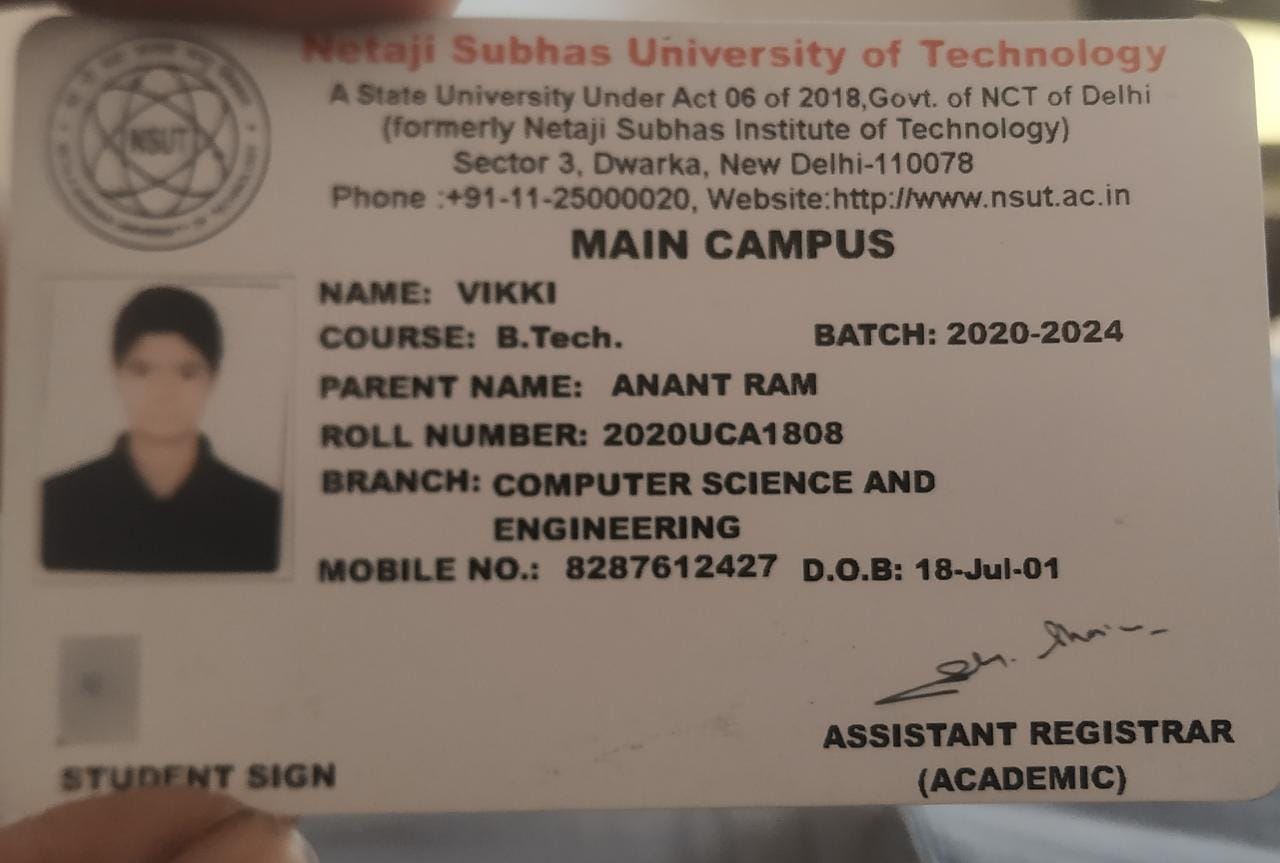 Netaji Subhas University of Technology
A State University Under Act 06 of 2018,Govt. of NCT of Delhi
(formerly Netaji Subhas Institute of Technology)
Sector 3, Dwarka, New Delhi-110078
Phone :+91-11-25000020, Website:http://www.nsut.ac.in
NSUT
MAIN CAMPUS
NAME: VIKKI
COURSE: B.Tech. BATCH: 2020-2024
PARENT NAME: ANANT RAM
ROLL NUMBER: 2020UCA1808
BRANCH: COMPUTER SCIENCE AND
ENGINEERING
MOBILE NO.: 8287612427 D.O.B: 18-Jul-01
ASSISTANT REGISTRAR
(ACADEMIC)
STUDENT SIGN